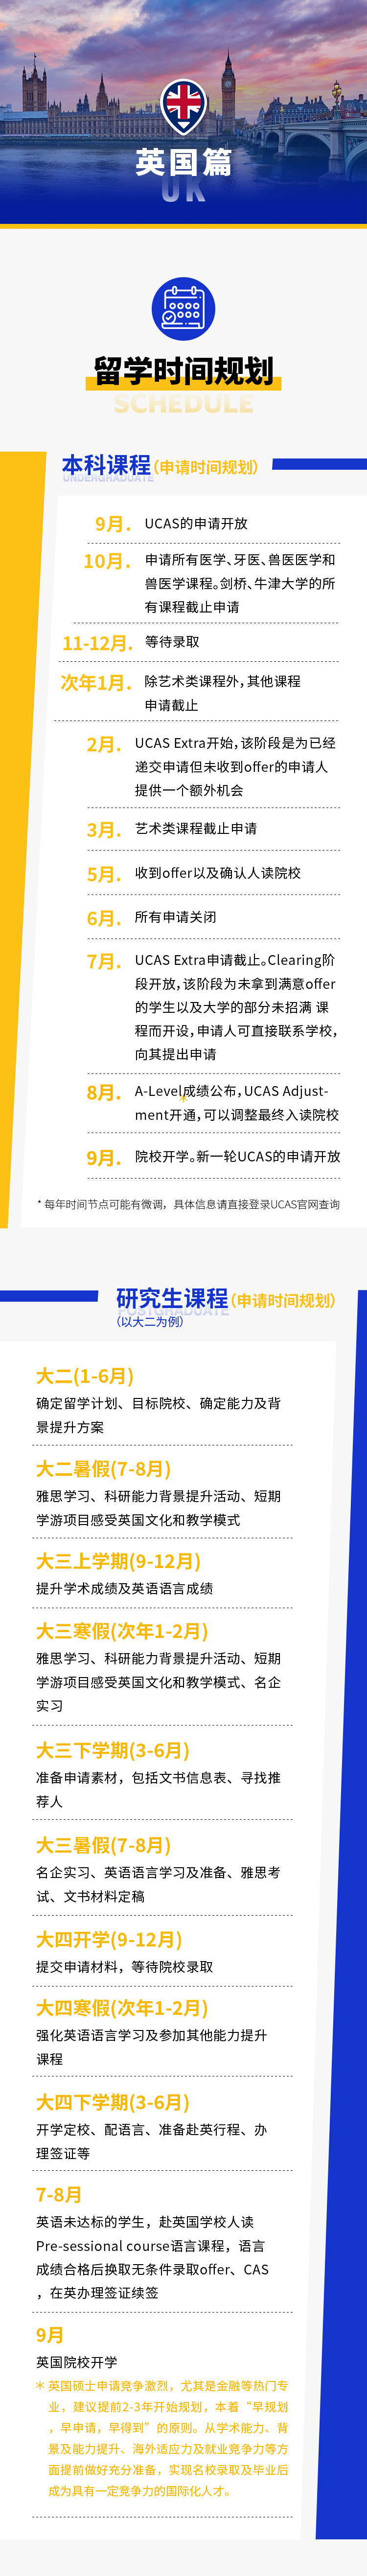 英国篇
UK
留学时间规划
SCHEDULE
本科课程(申请时间规划)
UNDERGRADUATE
9月. UCAS的申请开放
10月. 申请所有医学、牙医、兽医医学和
兽医学课程。剑桥、牛津大学的所
有课程截止申请
11-12月. 等待录取
次年1月. 除艺术类课程外,其他课程
申请截止
2月. UCAS Extra开始,该阶段是为已经
递交申请但未收到offer的申请人
提供一个额外机会
3月. 艺术类课程截止申请
5月. 收到offer以及确认人读院校
6月. 所有申请关闭
7月. UCAS Extra申请截止。Clearing阶
段开放,该阶段为未拿到满意offer
的学生以及大学的部分未招满 课
程而开设,申请人可直接联系学校,
向其提出申请
8月. A-Level成绩公布,UCAS Adjust-
ment开通,可以调整最终入读院校
9月. 院校开学。新一轮UCAS的申请开放
* 每年时间节点可能有微调，具体信息请直接登录UCAS官网查询
研究生课程(申请时间规划)
POSTGRADUATE
(以大二为例)
大二(1-6月)
确定留学计划、目标院校、确定能力及背
景提升方案
大二暑假(7-8月)
雅思学习、科研能力背景提升活动、短期
学游项目感受英国文化和教学模式
大三上学期(9-12月)
提升学术成绩及英语语言成绩
大三寒假(次年1-2月)
雅思学习、科研能力背景提升活动、短期
学游项目感受英国文化和教学模式、名企
实习
大三下学期(3-6月)
准备申请素材，包括文书信息表、寻找推
荐人
大三暑假(7-8月)
名企实习、英语语言学习及准备、雅思考
试、文书材料定稿
大四开学(9-12月)
提交申请材料，等待院校录取
大四寒假(次年1-2月)
强化英语语言学习及参加其他能力提升
课程
大四下学期(3-6月)
开学定校、配语言、准备赴英行程、办
理签证等
7-8月
英语未达标的学生，赴英国学校人读
Pre-sessional course语言课程，语言
成绩合格后换取无条件录取offer、CAS
，在英办理签证续签
9月
英国院校开学
＊英国硕士申请竞争激烈，尤其是金融等热门专
业，建议提前2-3年开始规划，本着“早规划
，早申请，早得到”的原则。从学术能力、背
景及能力提升、海外适应力及就业竞争力等方
面提前做好充分准备，实现名校录取及毕业后
成为具有一定竞争力的国际化人才。